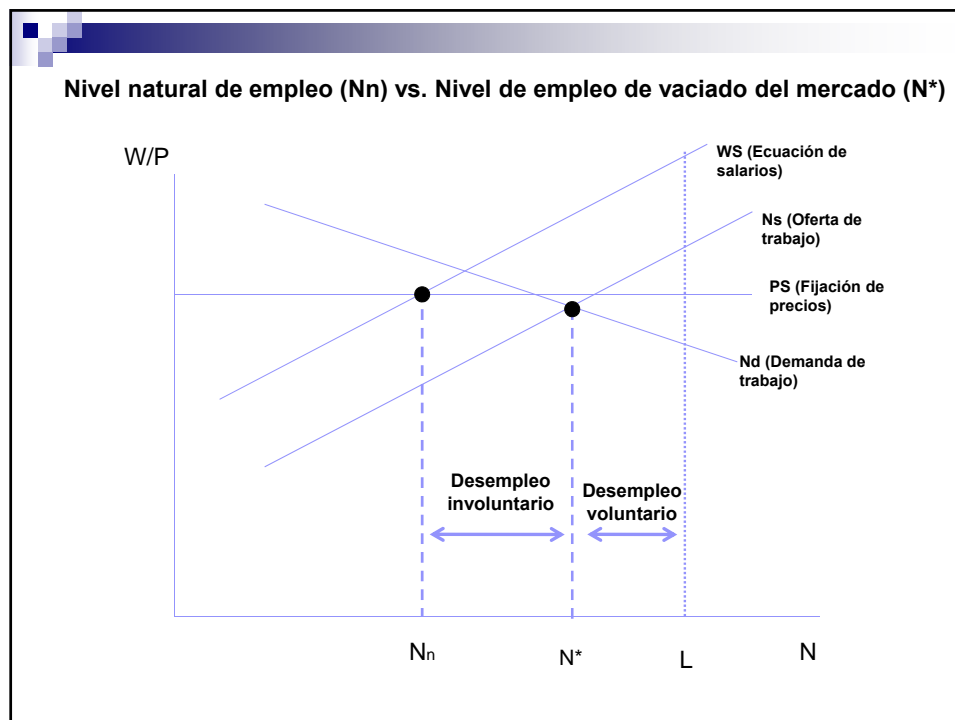 Nivel natural de empleo (Nn) vs. Nivel de empleo de vaciado del mercado (N*)
W/P
WS (Ecuación de
salarios)
Ns (Oferta de
trabajo)
PS (Fijación de
precios)
Nd (Demanda de
trabajo)
Desempleo
involuntario
Desempleo
voluntario
Nn
N*
L
N